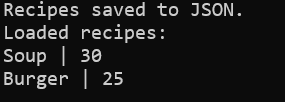 Recipes saved to JSON.
Loaded recipes:
Soup | 30
Burger | 25